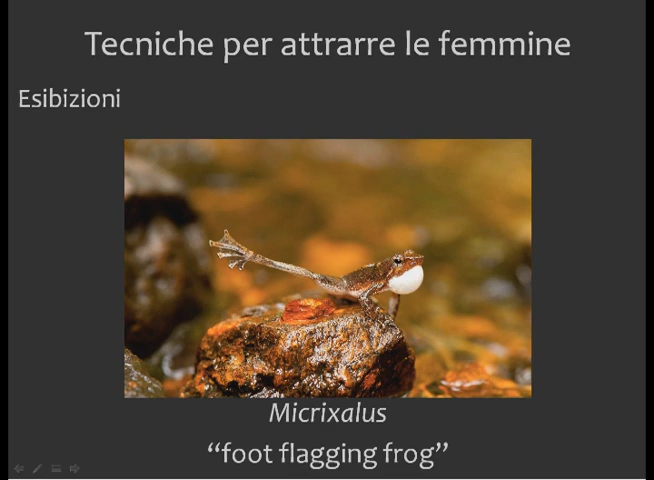 Tecniche per attrarre le femmine
Esibizioni
Micrixalus
“foot flagging frog”